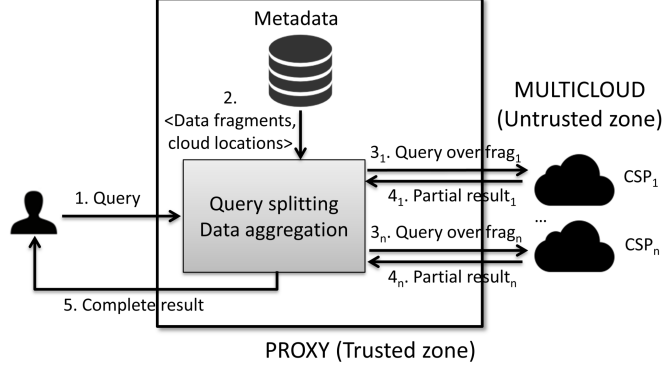 Metadata
2.
<Data fragments,
cloud locations>
MULTICLOUD
(Untrusted zone)
1. Query
Query splitting
Data aggregation
3₁. Query over frag₁
4₁. Partial result₁
CSP₁
...
3ₙ. Query over fragₙ
4ₙ. Partial resultₙ
CSPₙ
5. Complete result
PROXY (Trusted zone)